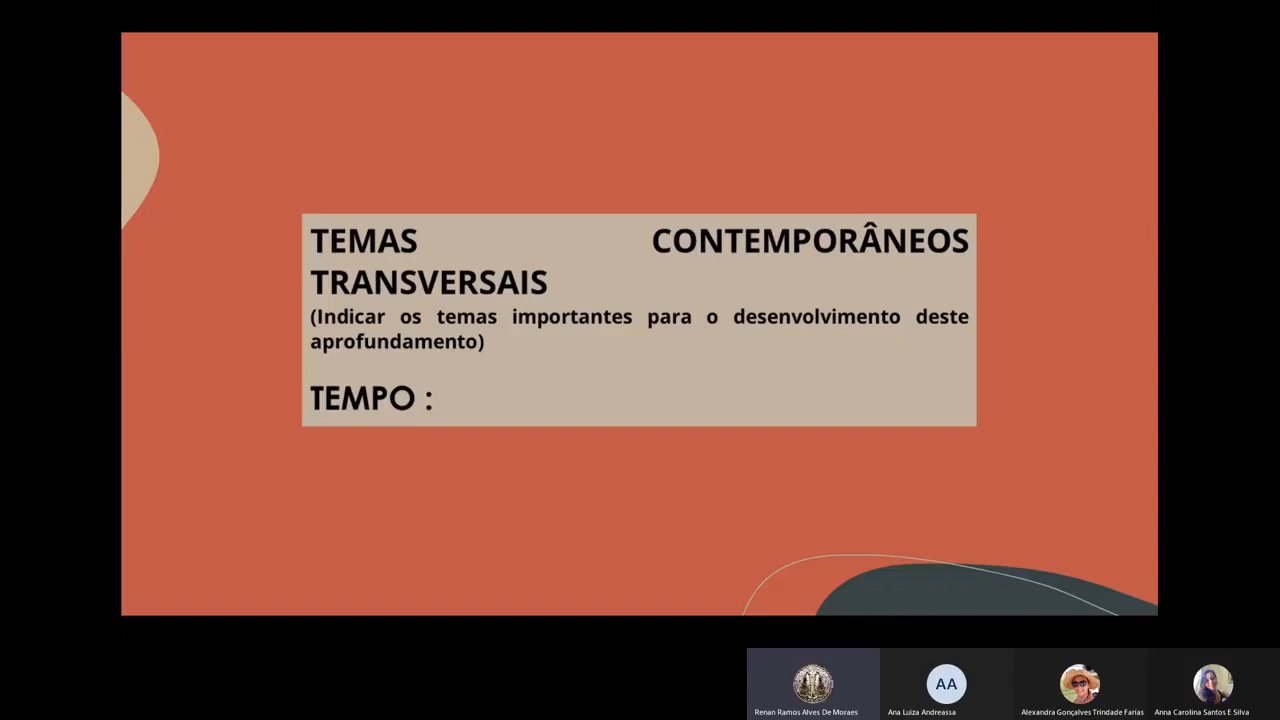 TEMAS CONTEMPORÂNEOS
TRANSVERSAIS
(Indicar os temas importantes para o desenvolvimento deste
aprofundamento)
TEMPO :
AA
Renan Ramos Alves De Moraes
Ana Luiza Andreassa
Alexandra Gonçalves Trindade Farias
Anna Carolina Santos E Silva